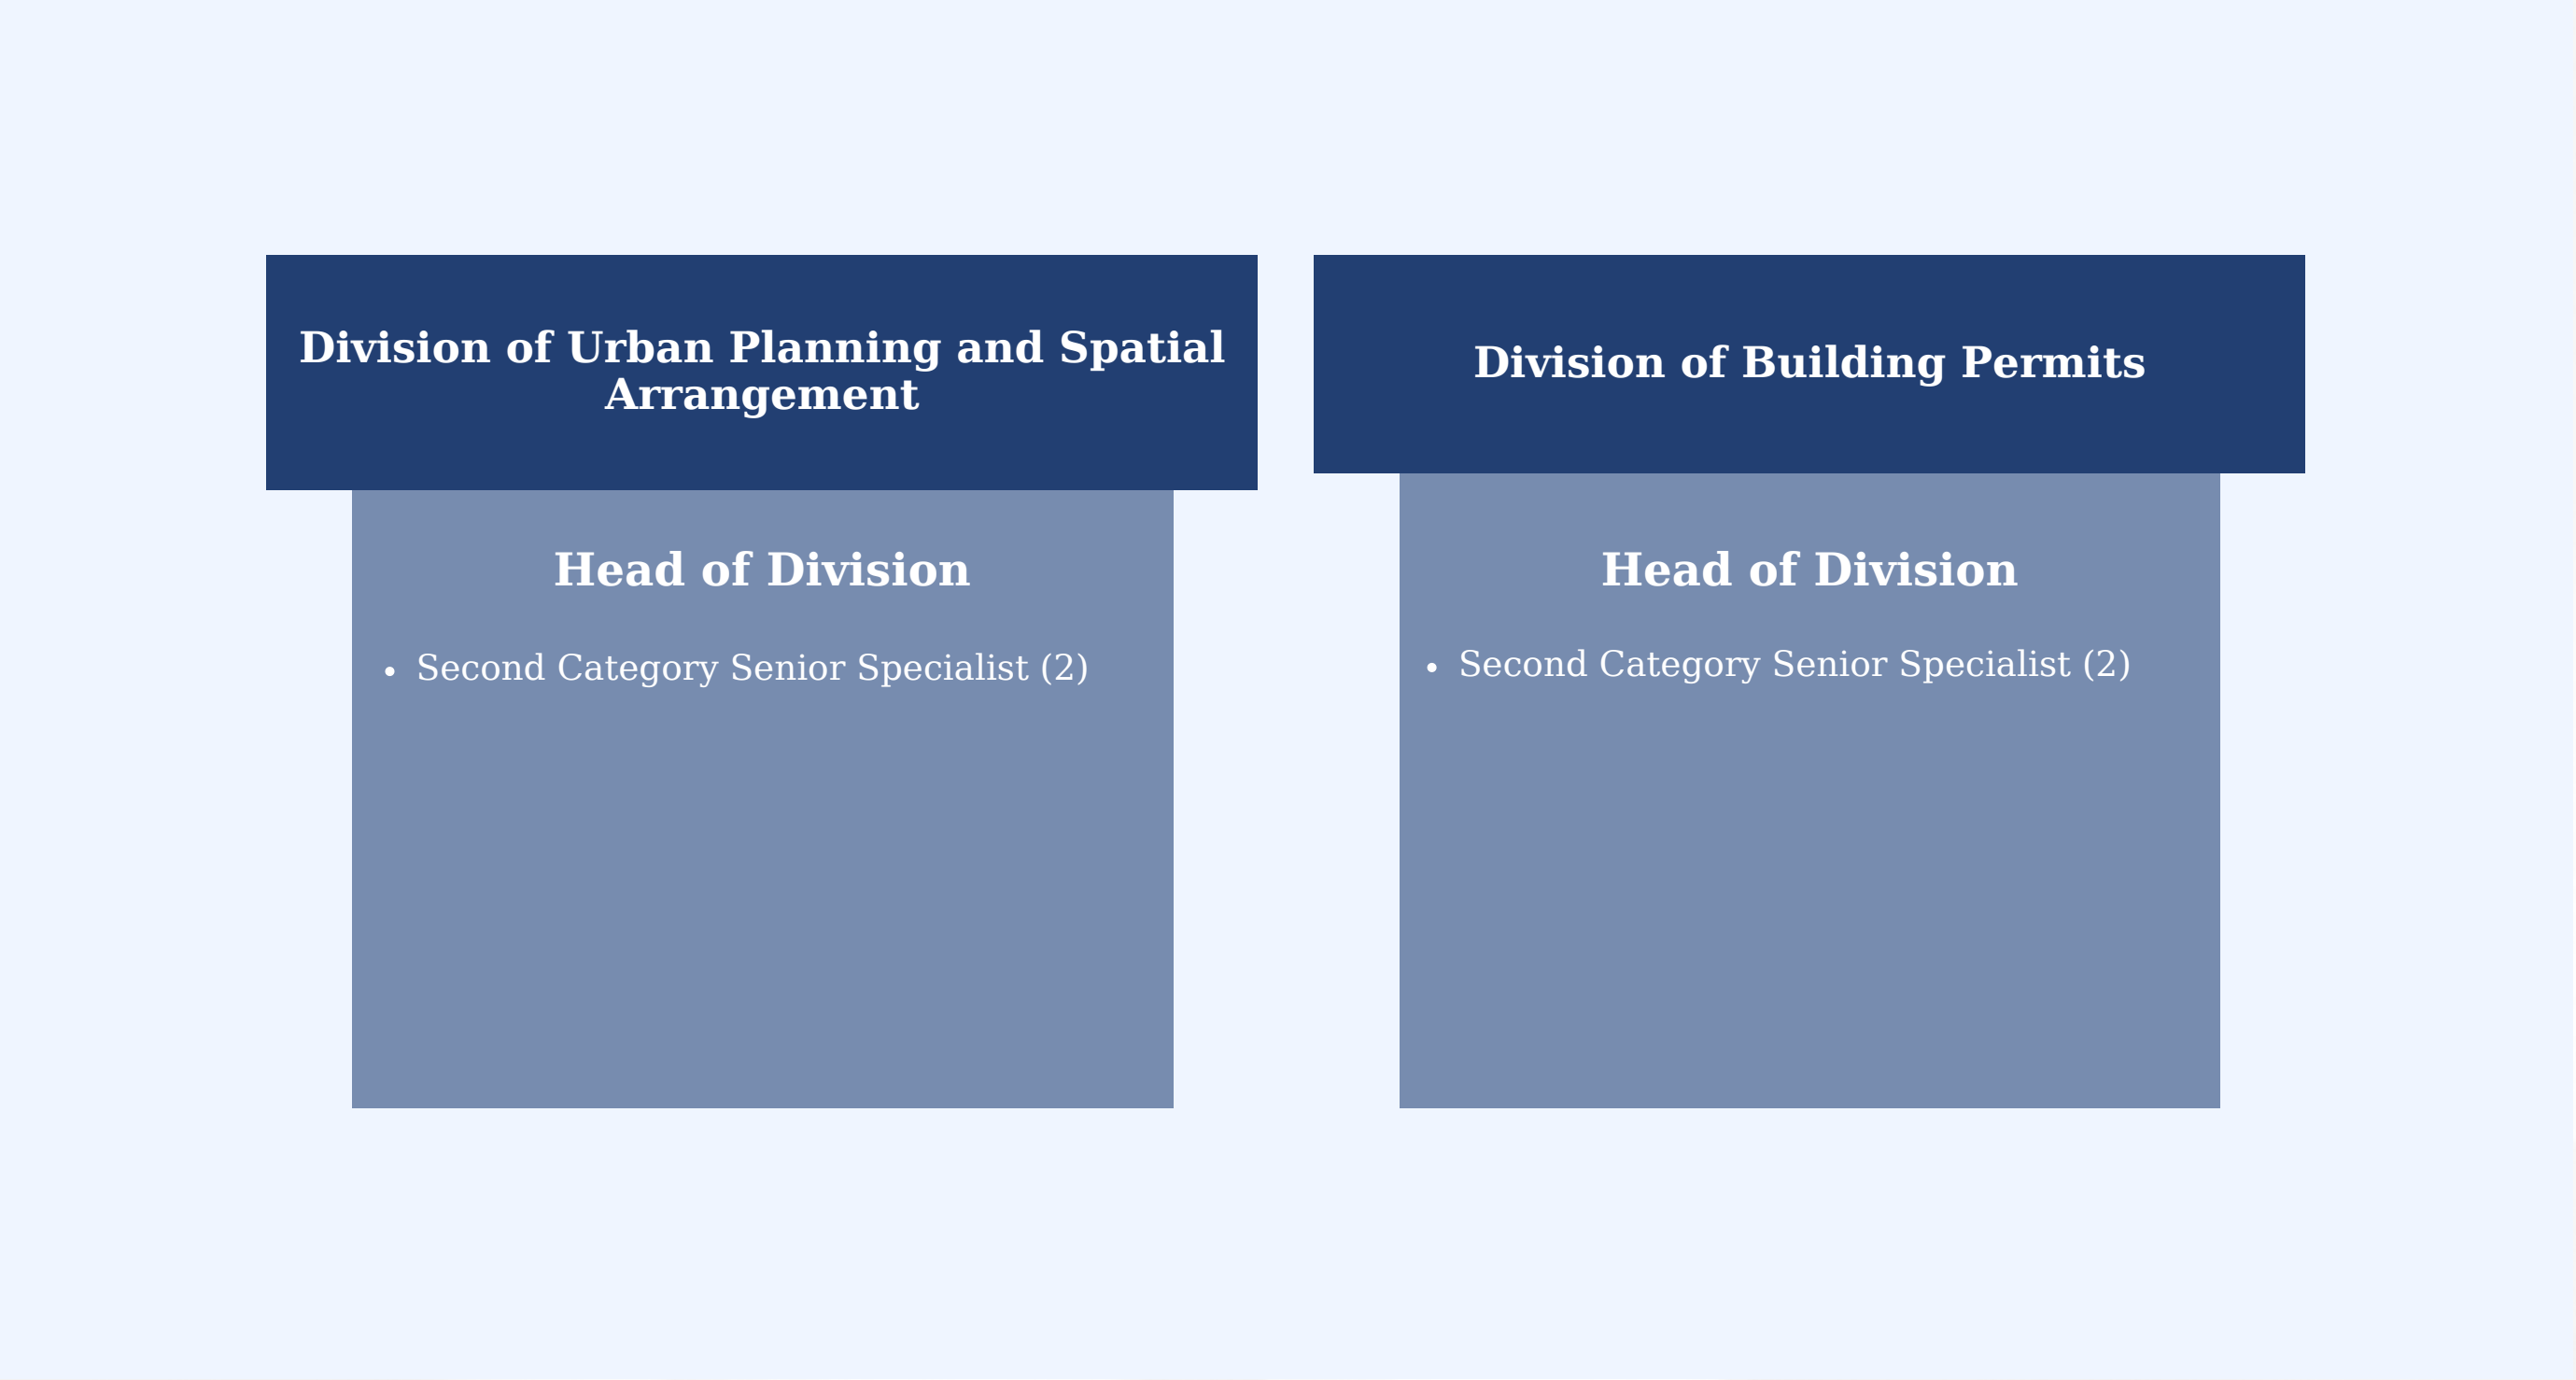 Division of Urban Planning and Spatial
Arrangement
Head of Division
• Second Category Senior Specialist (2)
Division of Building Permits
Head of Division
• Second Category Senior Specialist (2)